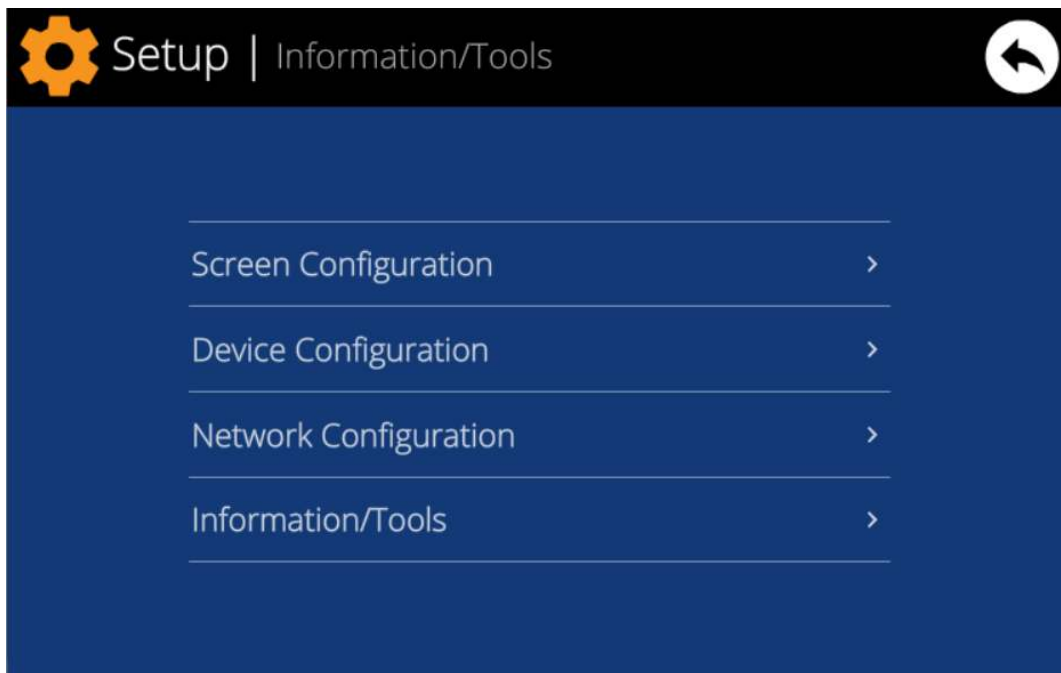 Setup | Information/Tools
Screen Configuration
Device Configuration
Network Configuration
Information/Tools